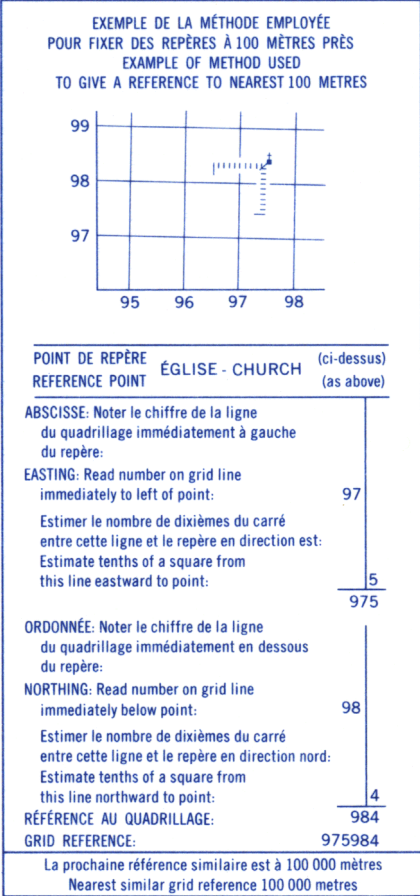 EXEMPLE DE LA MÉTHODE EMPLOYÉE
POUR FIXER DES REPÈRES À 100 MÈTRES PRÈS
EXAMPLE OF METHOD USED
TO GIVE A REFERENCE TO NEAREST 100 METRES
99
98
97
95 96 97 98
POINT DE REPÈRE
REFERENCE POINT
ÉGLISE - CHURCH
(ci-dessus)
(as above)
ABSCISSE: Noter le chiffre de la ligne
du quadrillage immédiatement à gauche
du repère:
EASTING: Read number on grid line
immediately to left of point: 97
Estimer le nombre de dixièmes du carré
entre cette ligne et le repère en direction est:
Estimate tenths of a square from
this line eastward to point: 5
975
ORDONNÉE: Noter le chiffre de la ligne
du quadrillage immédiatement en dessous
du repère:
NORTHING: Read number on grid line
immediately below point: 98
Estimer le nombre de dixièmes du carré
entre cette ligne et le repère en direction nord:
Estimate tenths of a square from
this line northward to point: 4
RÉFÉRENCE AU QUADRILLAGE: 984
GRID REFERENCE: 975984
La prochaine référence similaire est à 100 000 mètres
Nearest similar grid reference 100 000 metres